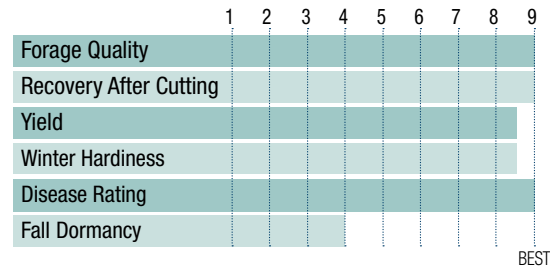 1 2 3 4 5 6 7 8 9
Forage Quality
Recovery After Cutting
Yield
Winter Hardiness
Disease Rating
Fall Dormancy
BEST